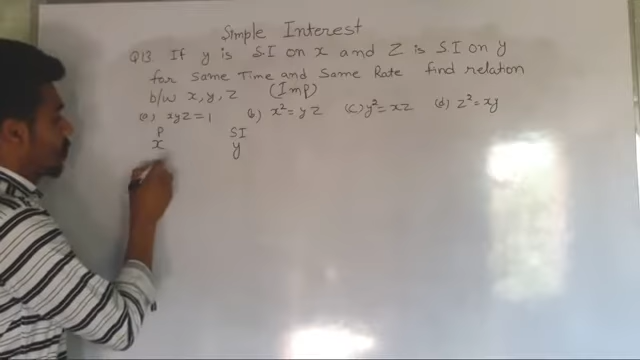 Simple Interest
Q13. If y is S.I on x and Z is S.I on y
for Same Time and Same Rate find relation
b/w x, y, Z (Imp)
(a) xyZ = 1 (b) x² = yZ (c) y² = xZ (d) Z² = xy
P SI
x y